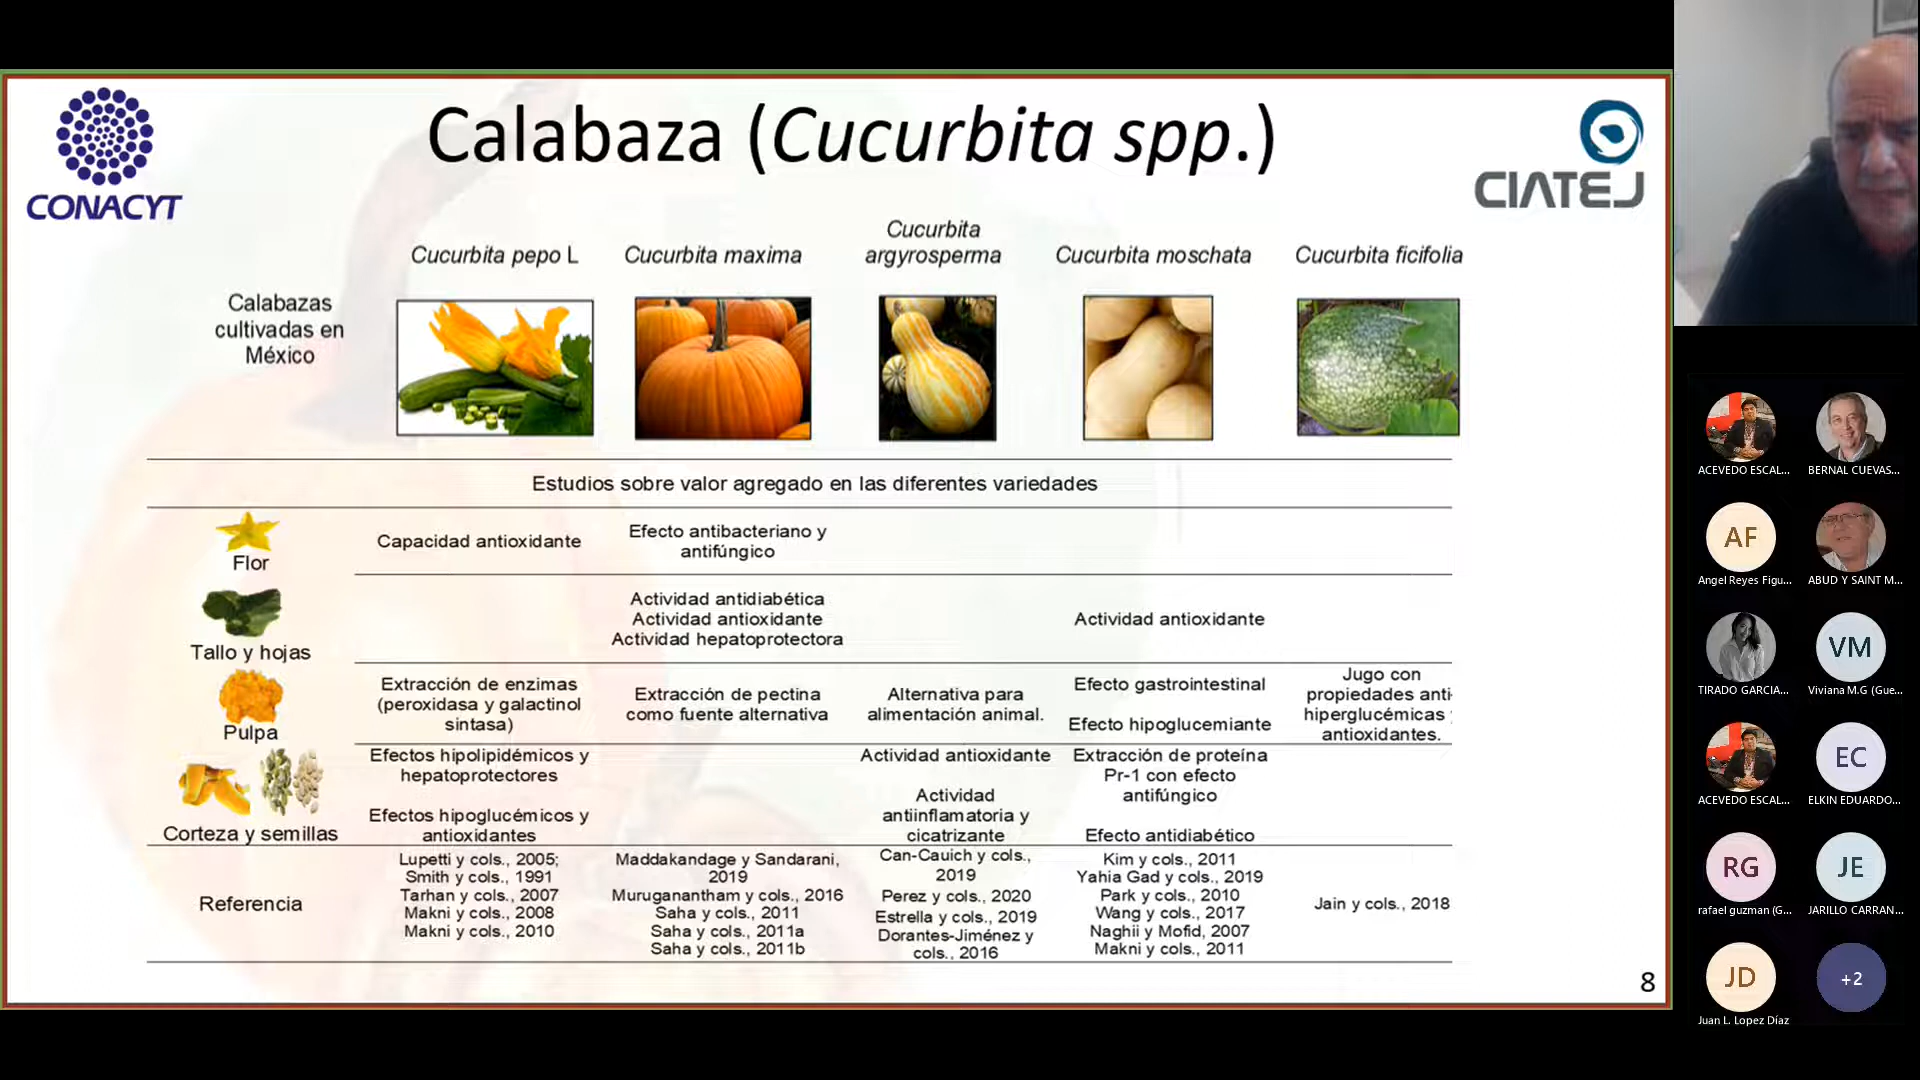 Calabaza (Cucurbita spp.)
CONACYT
CIATEJ
Cucurbita pepo L
Cucurbita maxima
Cucurbita
argyrosperma
Cucurbita moschata
Cucurbita ficifolia
Calabazas
cultivadas en
México
Estudios sobre valor agregado en las diferentes variedades
Flor
Capacidad antioxidante
Efecto antibacteriano y
antifúngico
Tallo y hojas
Actividad antidiabética
Actividad antioxidante
Actividad hepatoprotectora
Actividad antioxidante
Pulpa
Extracción de enzimas
(peroxidasa y galactinol
sintasa)
Extracción de pectina
como fuente alternativa
Alternativa para
alimentación animal.
Efecto gastrointestinal
Efecto hipoglucemiante
Jugo con
propiedades anti-
hiperglucémicas
antioxidantes.
Corteza y semillas
Efectos hipolipidémicos y
hepatoprotectores
Efectos hipoglucémicos y
antioxidantes
Actividad antioxidante
Actividad
antiinflamatoria y
cicatrizante
Extracción de proteína
Pr-1 con efecto
antifúngico
Efecto antidiabético
Referencia
Lupetti y cols., 2005;
Smith y cols., 1991
Tarhan y cols., 2007
Makni y cols., 2008
Makni y cols., 2010
Maddakandage y Sandarani,
2019
Muruganantham y cols., 2016
Saha y cols., 2011
Saha y cols., 2011a
Saha y cols., 2011b
Can-Cauich y cols.,
2019
Perez y cols., 2020
Estrella y cols., 2019
Dorantes-Jiménez y
cols., 2016
Kim y cols., 2011
Yahia Gad y cols., 2019
Park y cols., 2010
Wang y cols., 2017
Naghii y Mofid, 2007
Makni y cols., 2011
Jain y cols., 2018
8
ACEVEDO ESCAL...
BERNAL CUEVAS...
AF
Angel Reyes Figu...
ABUD Y SAINT M...
TIRADO GARCIA...
VM
Viviana M.G (Gue...
ACEVEDO ESCAL...
EC
ELKIN EDUARDO...
RG
rafael guzman (G...
JE
JARILLO CARRAN...
JD
Juan L. Lopez Díaz
+2